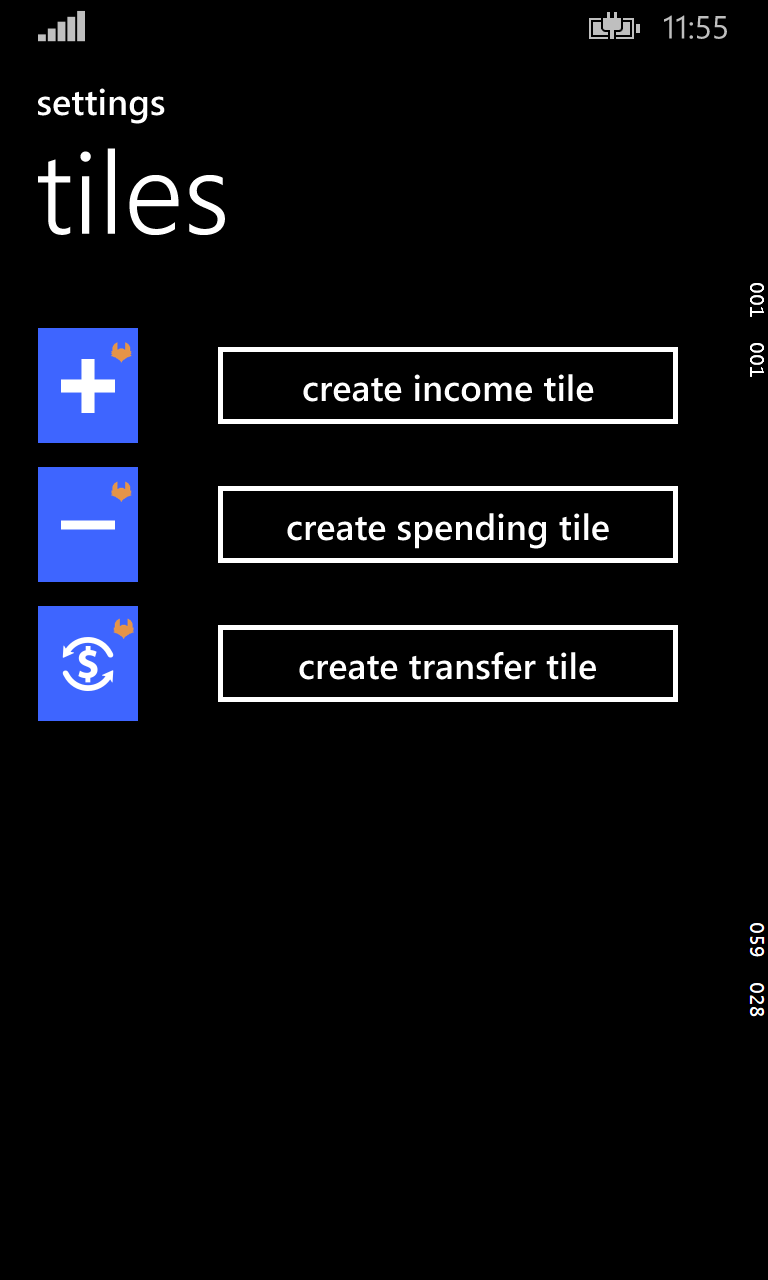 11:55
settings
tiles
001 001
create income tile
create spending tile
$
create transfer tile
059 028